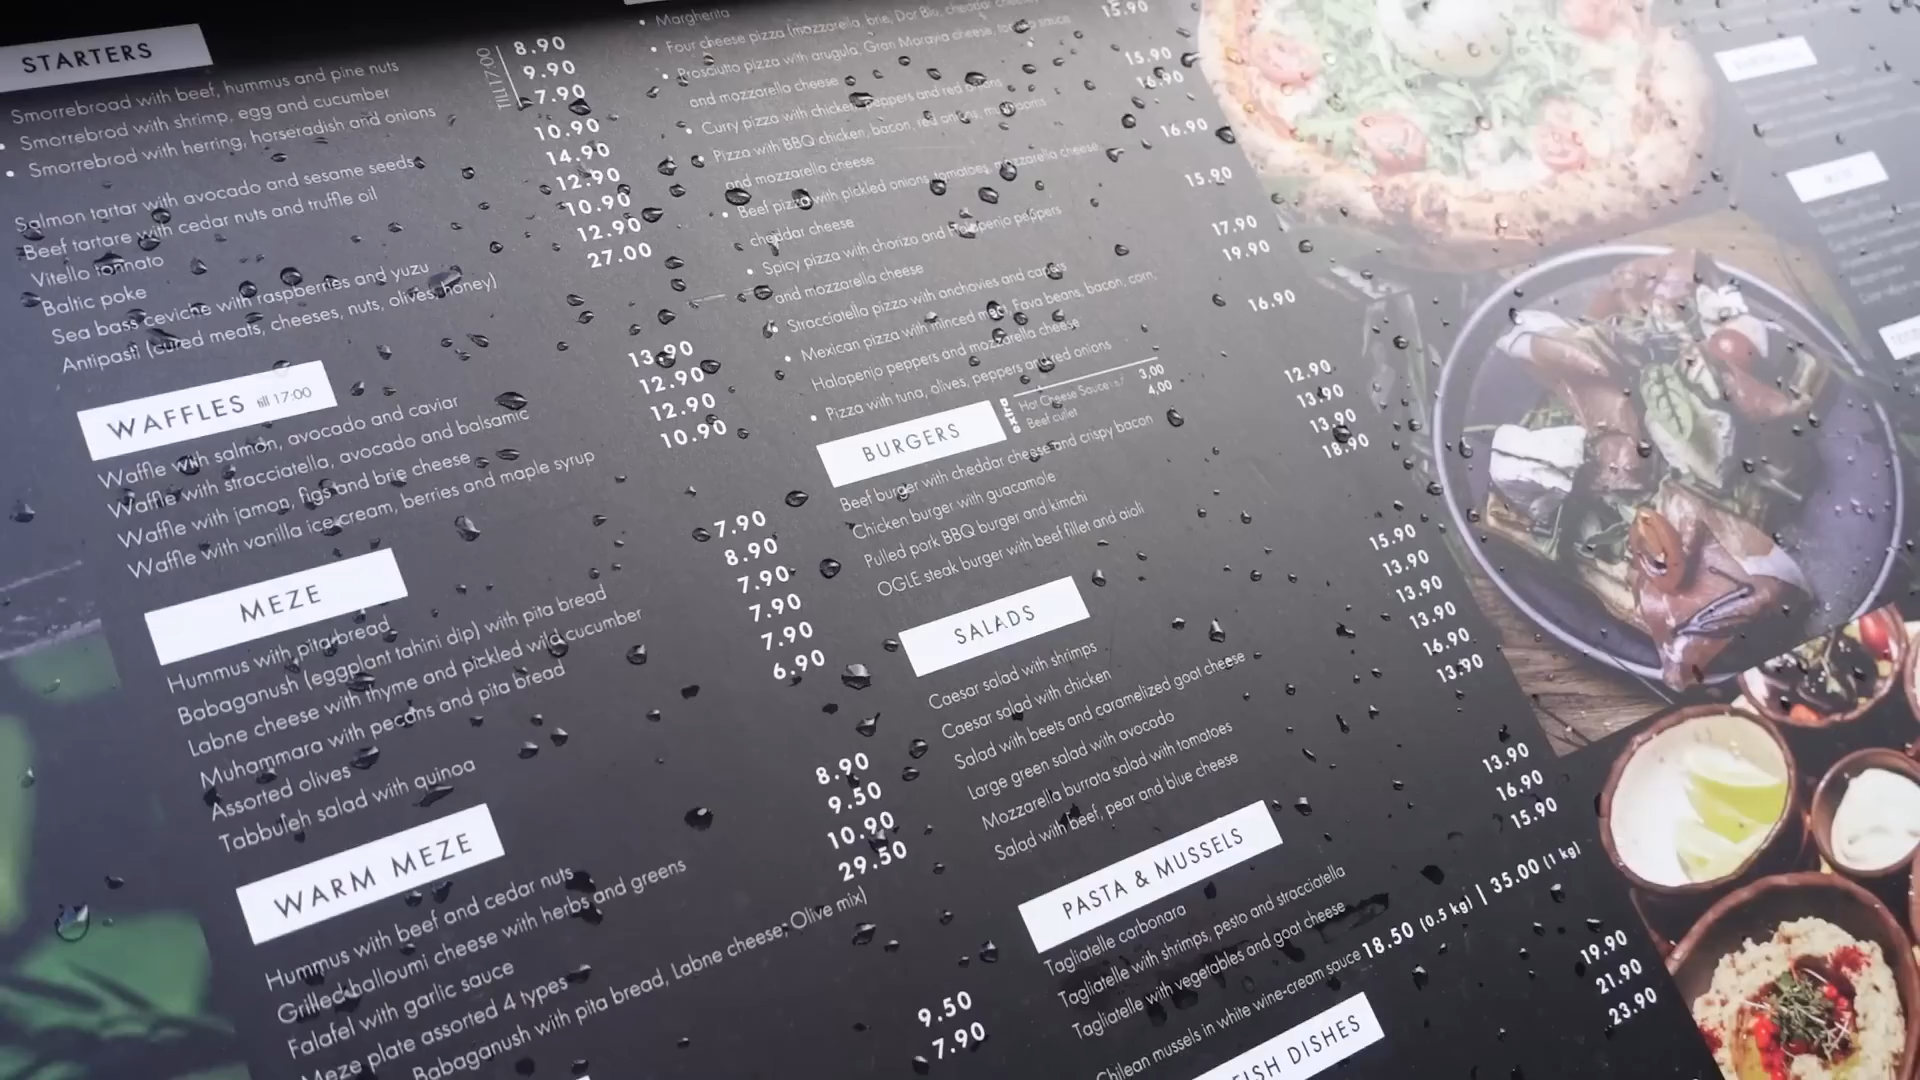 STARTERS
Smorrebroad with beef, hummus and pine nuts 8.90
Smorrebrod with shrimp, egg and cucumber 9.90
Smorrebrod with herring, horseradish and onions 7.90
TILL 17:00
Salmon tartar with avocado and sesame seeds 10.90
Beef tartare with cedar nuts and truffle oil 14.90
Vitello tonnato 12.90
Baltic poke 10.90
Sea bass ceviche with raspberries and yuzu 12.90
Antipasti (cured meats, cheeses, nuts, olives, honey) 27.00
WAFFLES till 17:00
Waffle with salmon, avocado and caviar 13.90
Waffle with stracciatella, avocado and balsamic 12.90
Waffle with jamon, figs and brie cheese 12.90
Waffle with vanilla ice cream, berries and maple syrup 10.90
MEZE
Hummus with pita bread 7.90
Babaganush (eggplant tahini dip) with pita bread 8.90
Labne cheese with thyme and pickled wild cucumber 7.90
Muhammara with pecans and pita bread 7.90
Assorted olives 7.90
Tabbuleh salad with quinoa 6.90
WARM MEZE
Hummus with beef and cedar nuts 8.90
Grilled halloumi cheese with herbs and greens 9.50
Falafel with garlic sauce 10.90
Meze plate assorted 4 types 29.50
Babaganush with pita bread, Labne cheese, Olive mix)
9.50
7.90
Margherita
Four cheese pizza (mozzarella, brie, Dor Blu, cheddar cheese) 15.90
Prosciutto pizza with arugula, Gran Moravia cheese, tomato sauce
and mozzarella cheese 15.90
Curry pizza with chicken, peppers and red onions 16.90
Pizza with BBQ chicken, bacon, red onions, mushrooms
and mozzarella cheese 16.90
Beef pizza with pickled onions, tomatoes, mozzarella cheese
cheddar cheese 15.90
Spicy pizza with chorizo and Halapenjo peppers
and mozzarella cheese 17.90
Stracciatella pizza with anchovies and capers 19.90
Mexican pizza with minced meat, Fava beans, bacon, corn,
Halapenjo peppers and mozzarella cheese 16.90
Pizza with tuna, olives, peppers and red onions
BURGERS
extra
Hot Cheese Sauce 3,00
Beef cutlet 4,00
Beef burger with cheddar cheese and crispy bacon 12.90
Chicken burger with guacamole 13.90
Pulled pork BBQ burger and kimchi 13.90
OGLE steak burger with beef fillet and aioli 18.90
SALADS
Caesar salad with shrimps 15.90
Caesar salad with chicken 13.90
Salad with beets and caramelized goat cheese 13.90
Large green salad with avocado 13.90
Mozzarella burrata salad with tomatoes 16.90
Salad with beef, pear and blue cheese 13.90
PASTA & MUSSELS
Tagliatelle carbonara 13.90
Tagliatelle with shrimps, pesto and stracciatella 16.90
Tagliatelle with vegetables and goat cheese 15.90
Chilean mussels in white wine-cream sauce 18.50 (0.5 kg) | 35.00 (1 kg)
FISH DISHES
19.90
21.90
23.90